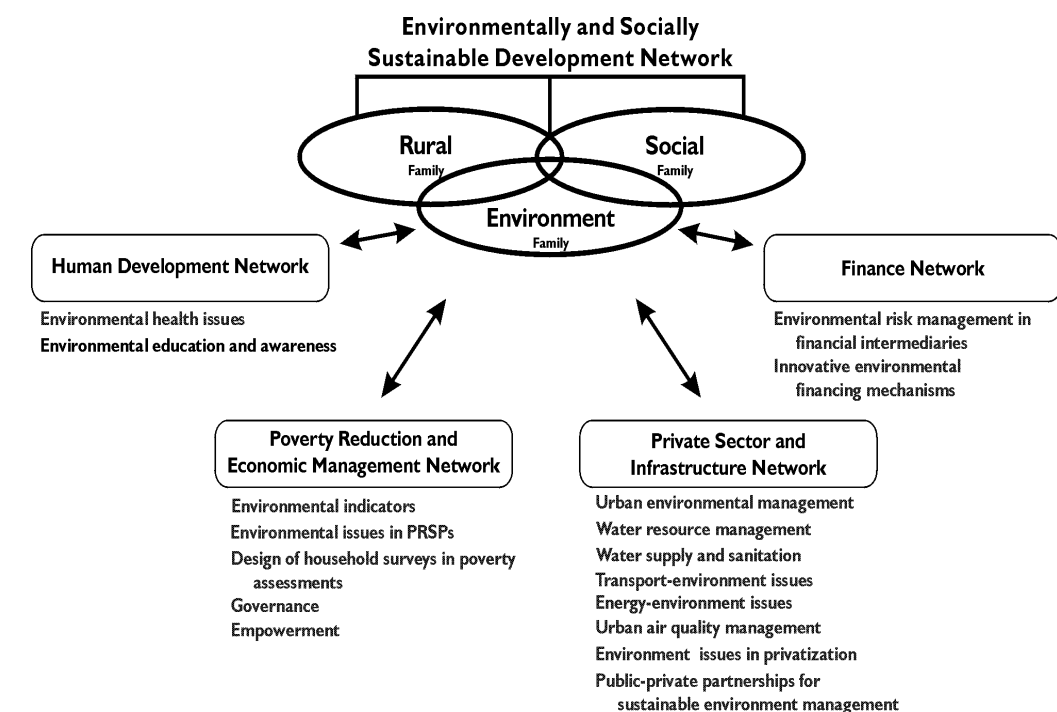 Environmentally and Socially
Sustainable Development Network
Rural
Family
Social
Family
Environment
Family
Human Development Network
Environmental health issues
Environmental education and awareness
Finance Network
Environmental risk management in
financial intermediaries
Innovative environmental
financing mechanisms
Poverty Reduction and
Economic Management Network
Environmental indicators
Environmental issues in PRSPs
Design of household surveys in poverty
assessments
Governance
Empowerment
Private Sector and
Infrastructure Network
Urban environmental management
Water resource management
Water supply and sanitation
Transport-environment issues
Energy-environment issues
Urban air quality management
Environment issues in privatization
Public-private partnerships for
sustainable environment management